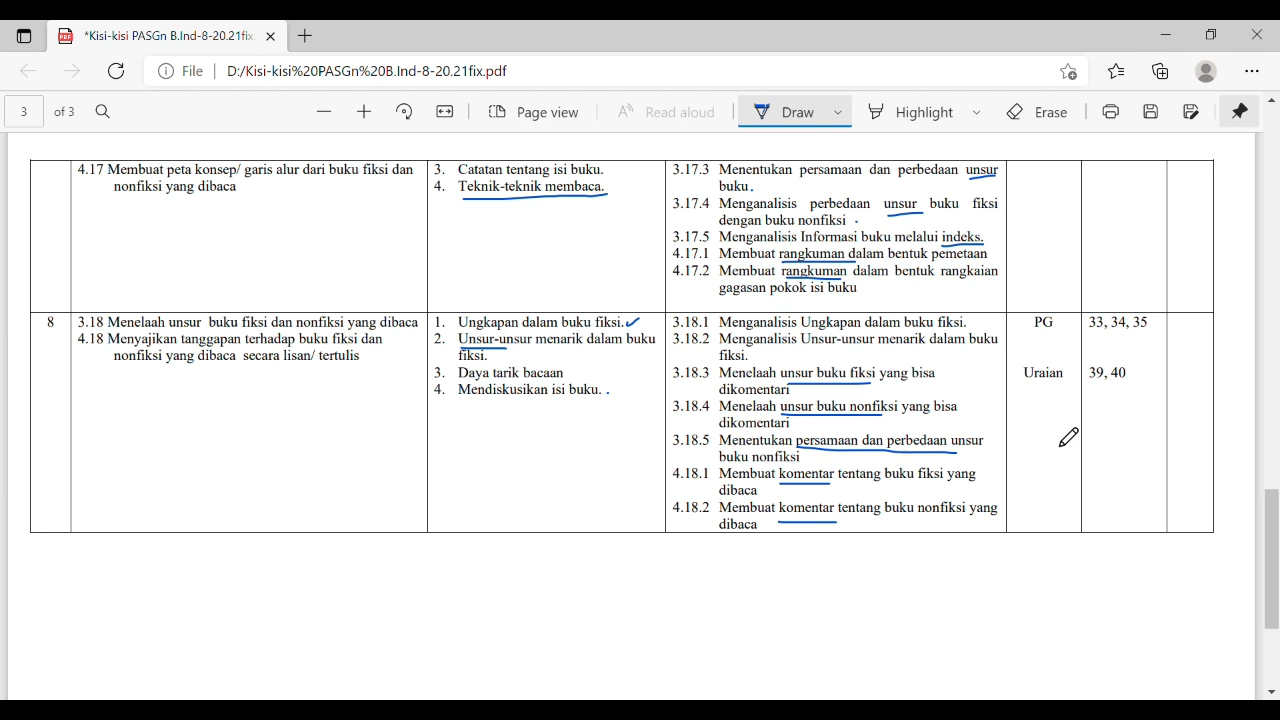 *Kisi-kisi PASGn B.Ind-8-20.21fix
File D:/Kisi-kisi%20PASGn%20B.Ind-8-20.21fix.pdf
3 of 3 Page view Read aloud Draw Highlight Erase
4.17 Membuat peta konsep/ garis alur dari buku fiksi dan
nonfiksi yang dibaca
3. Catatan tentang isi buku.
4. Teknik-teknik membaca.
3.17.3 Menentukan persamaan dan perbedaan unsur
buku.
3.17.4 Menganalisis perbedaan unsur buku fiksi
dengan buku nonfiksi
3.17.5 Menganalisis Informasi buku melalui indeks.
4.17.1 Membuat rangkuman dalam bentuk pemetaan
4.17.2 Membuat rangkuman dalam bentuk rangkaian
gagasan pokok isi buku
8
3.18 Menelaah unsur buku fiksi dan nonfiksi yang dibaca
4.18 Menyajikan tanggapan terhadap buku fiksi dan
nonfiksi yang dibaca secara lisan/ tertulis
1. Ungkapan dalam buku fiksi.
2. Unsur-unsur menarik dalam buku
fiksi.
3. Daya tarik bacaan
4. Mendiskusikan isi buku.
3.18.1 Menganalisis Ungkapan dalam buku fiksi.
3.18.2 Menganalisis Unsur-unsur menarik dalam buku
fiksi.
3.18.3 Menelaah unsur buku fiksi yang bisa
dikomentari
3.18.4 Menelaah unsur buku nonfiksi yang bisa
dikomentari
3.18.5 Menentukan persamaan dan perbedaan unsur
buku nonfiksi
4.18.1 Membuat komentar tentang buku fiksi yang
dibaca
4.18.2 Membuat komentar tentang buku nonfiksi yang
dibaca
PG
Uraian
33, 34, 35
39, 40